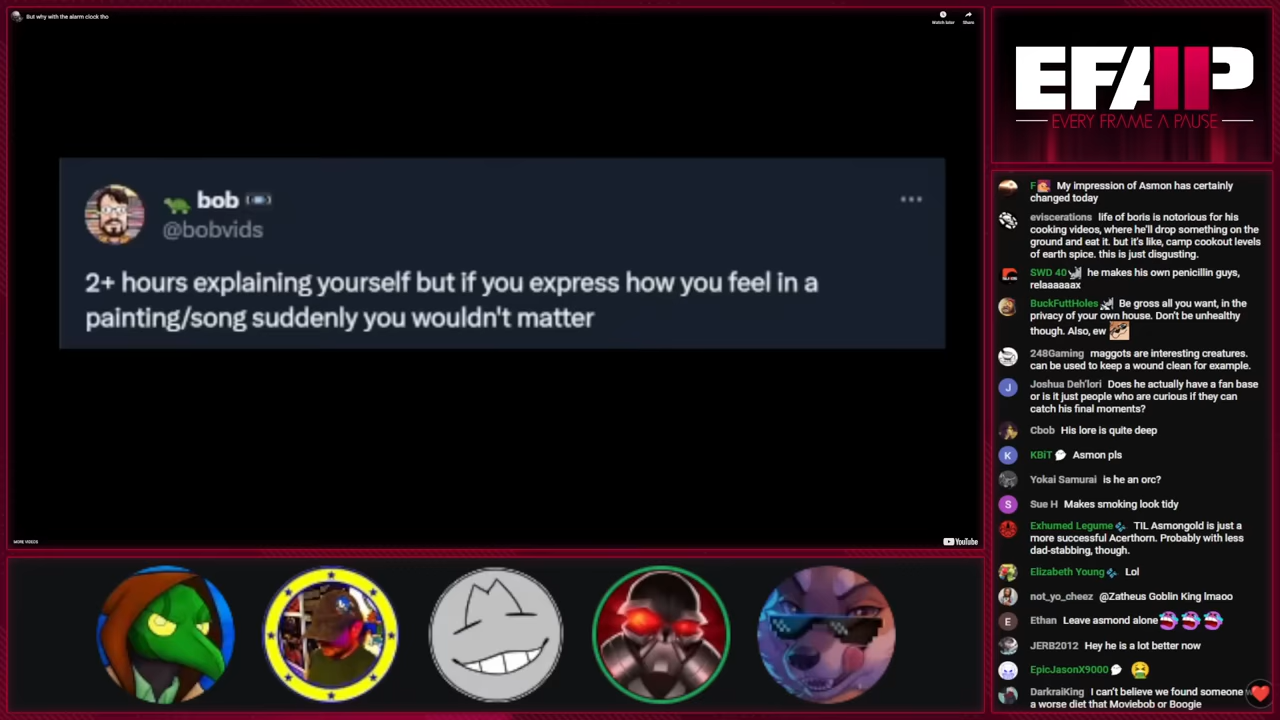 But why with the alarm clock tho
Watch later
Share
bob
@bobvids
2+ hours explaining yourself but if you express how you feel in a
painting/song suddenly you wouldn't matter
MORE VIDEOS
YouTube
EFAP
EVERY FRAME A PAUSE
F My impression of Asmon has certainly
changed today
eviscerations life of boris is notorious for his
cooking videos, where he'll drop something on the
ground and eat it. but it's like, camp cookout levels
of earth spice. this is just disgusting.
SWD 40 he makes his own penicillin guys,
relaaaaaax
BuckFuttHoles Be gross all you want, in the
privacy of your own house. Don't be unhealthy
though. Also, ew
248Gaming maggots are interesting creatures.
can be used to keep a wound clean for example.
J
Joshua Deh'lori Does he actually have a fan base
or is it just people who are curious if they can
catch his final moments?
Cbob His lore is quite deep
K
KBiT Asmon pls
Yokai Samurai is he an orc?
S
Sue H Makes smoking look tidy
Exhumed Legume TIL Asmongold is just a
more successful Acerthorn. Probably with less
dad-stabbing, though.
Elizabeth Young Lol
not_yo_cheez @Zatheus Goblin King lmaoo
E
Ethan Leave asmond alone
JERB2012 Hey he is a lot better now
EpicJasonX9000
DarkraiKing I can't believe we found someone
a worse diet that Moviebob or Boogie